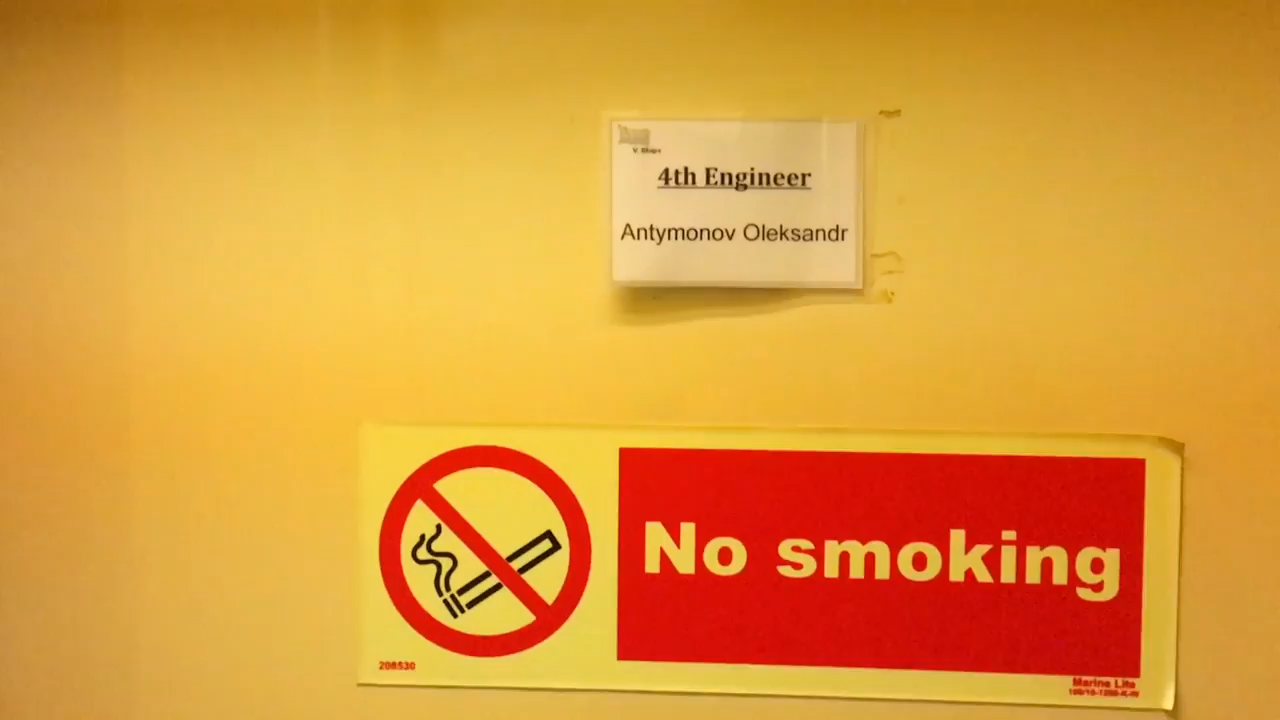 V. Ships
4th Engineer
Antymonov Oleksandr
No smoking
208530
Marine Lite